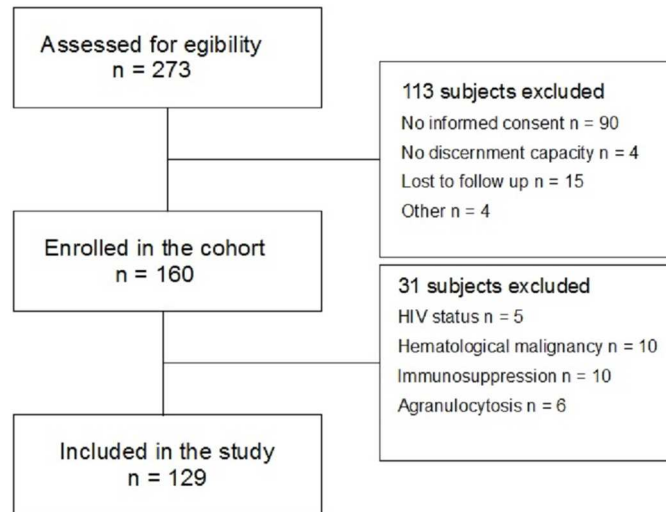 Assessed for egibility
n = 273
113 subjects excluded
No informed consent n = 90
No discernment capacity n = 4
Lost to follow up n = 15
Other n = 4
Enrolled in the cohort
n = 160
31 subjects excluded
HIV status n = 5
Hematological malignancy n = 10
Immunosuppression n = 10
Agranulocytosis n = 6
Included in the study
n = 129